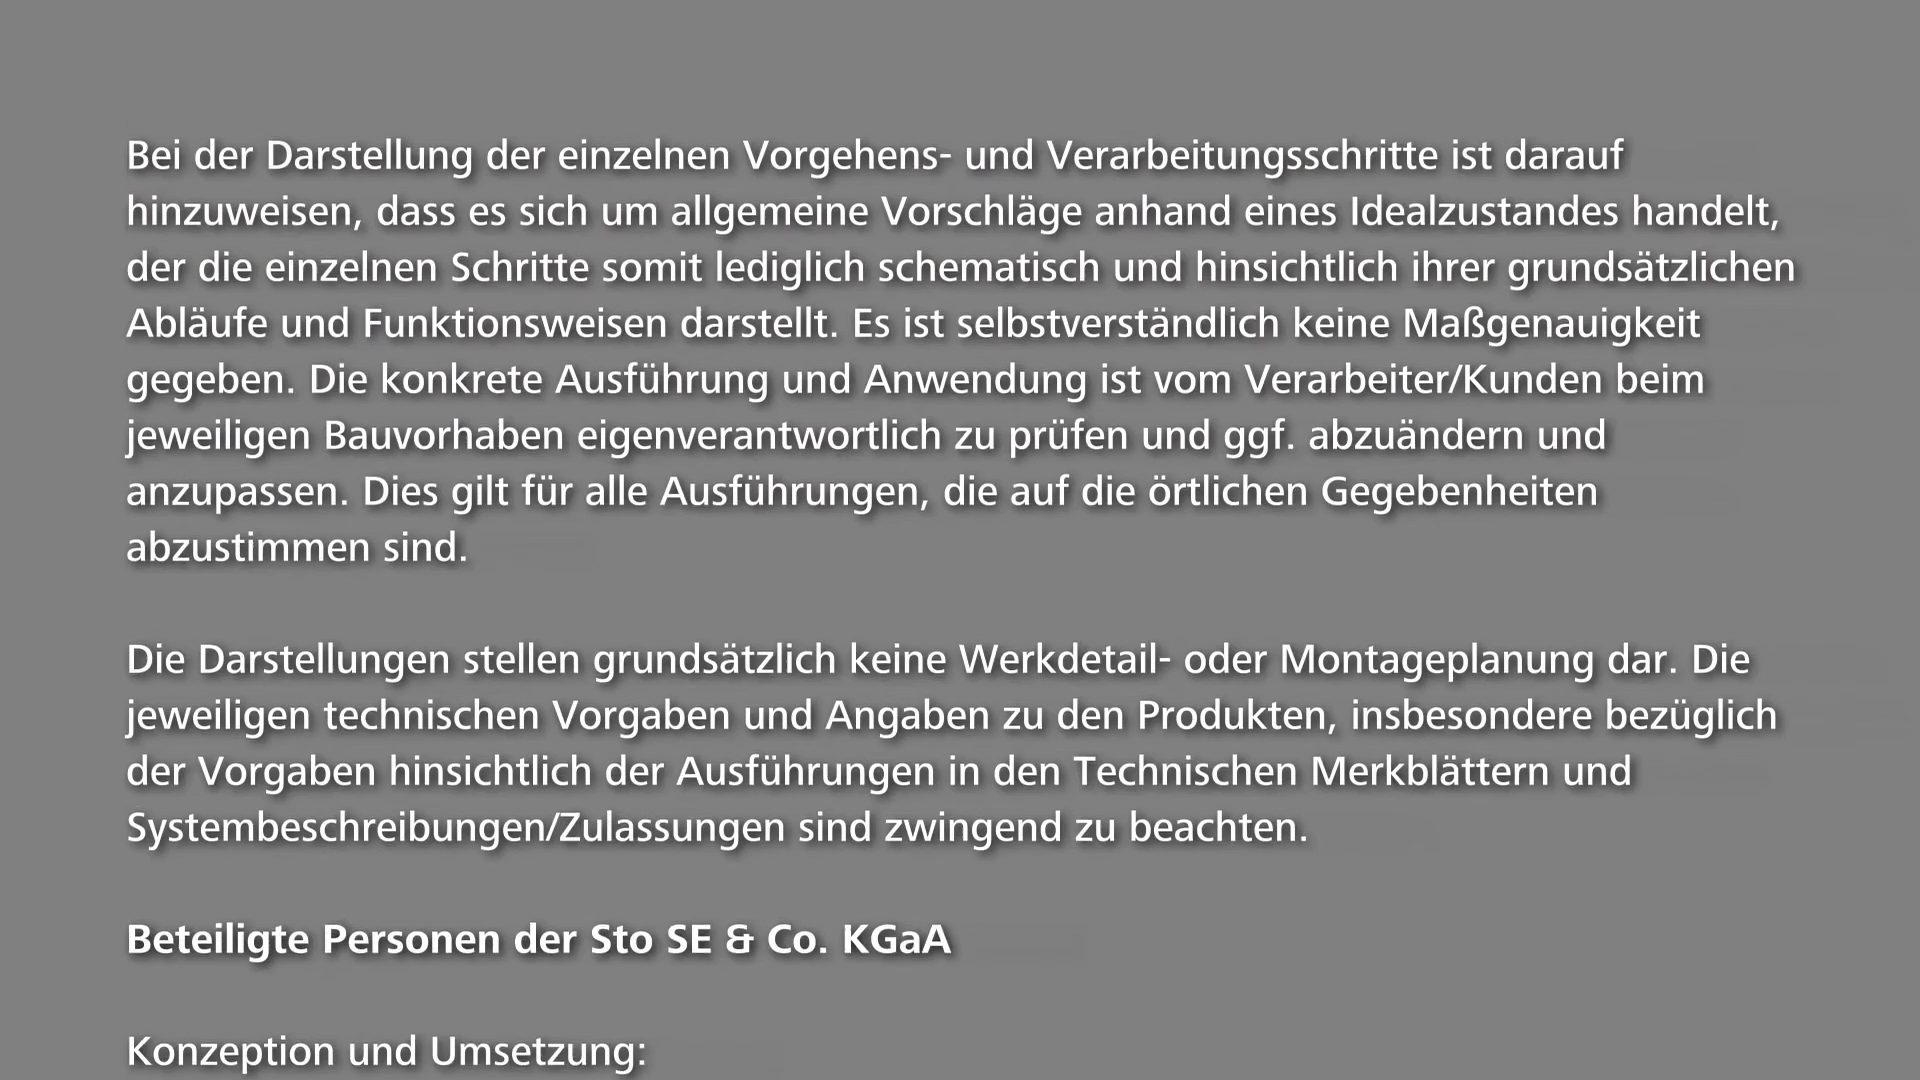 Bei der Darstellung der einzelnen Vorgehens- und Verarbeitungsschritte ist darauf
hinzuweisen, dass es sich um allgemeine Vorschläge anhand eines Idealzustandes handelt,
der die einzelnen Schritte somit lediglich schematisch und hinsichtlich ihrer grundsätzlichen
Abläufe und Funktionsweisen darstellt. Es ist selbstverständlich keine Maßgenauigkeit
gegeben. Die konkrete Ausführung und Anwendung ist vom Verarbeiter/Kunden beim
jeweiligen Bauvorhaben eigenverantwortlich zu prüfen und ggf. abzuändern und
anzupassen. Dies gilt für alle Ausführungen, die auf die örtlichen Gegebenheiten
abzustimmen sind.
Die Darstellungen stellen grundsätzlich keine Werkdetail- oder Montageplanung dar. Die
jeweiligen technischen Vorgaben und Angaben zu den Produkten, insbesondere bezüglich
der Vorgaben hinsichtlich der Ausführungen in den Technischen Merkblättern und
Systembeschreibungen/Zulassungen sind zwingend zu beachten.
Beteiligte Personen der Sto SE & Co. KGaA
Konzeption und Umsetzung: